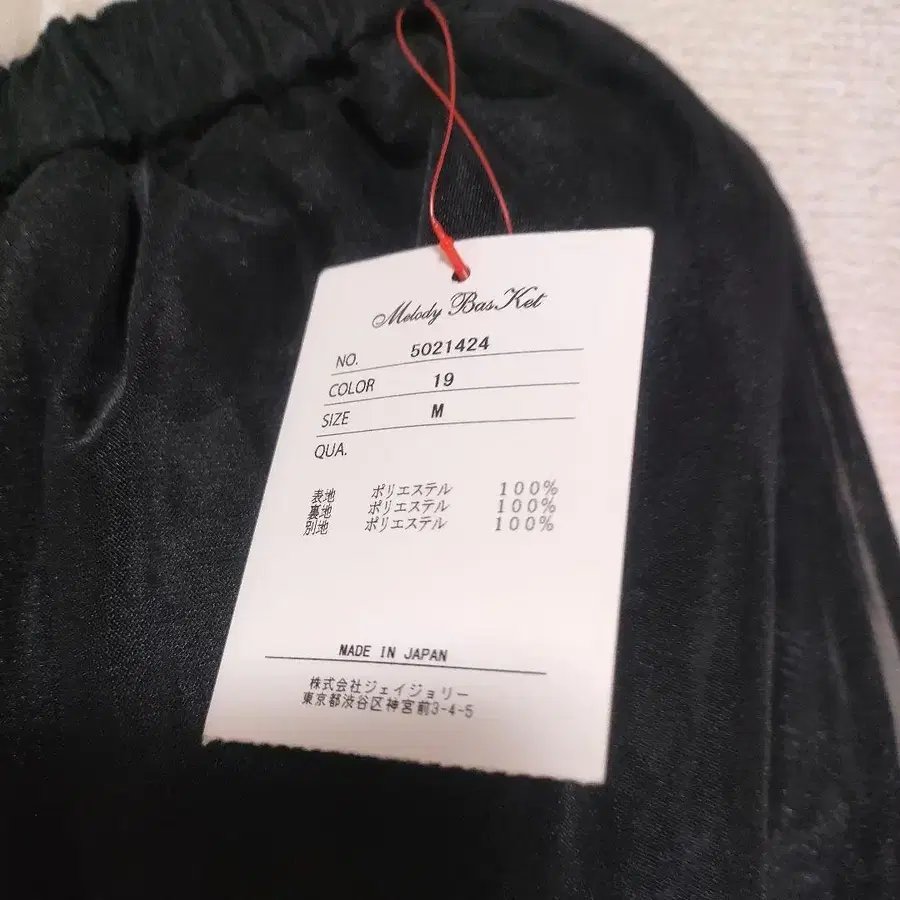 Melody BasKet
NO. 5021424
COLOR 19
SIZE M
QUA.
表地 ポリエステル 100%
裏地 ポリエステル 100%
別地 ポリエステル 100%
MADE IN JAPAN
株式会社ジェイジョリー
東京都渋谷区神宮前3-4-5